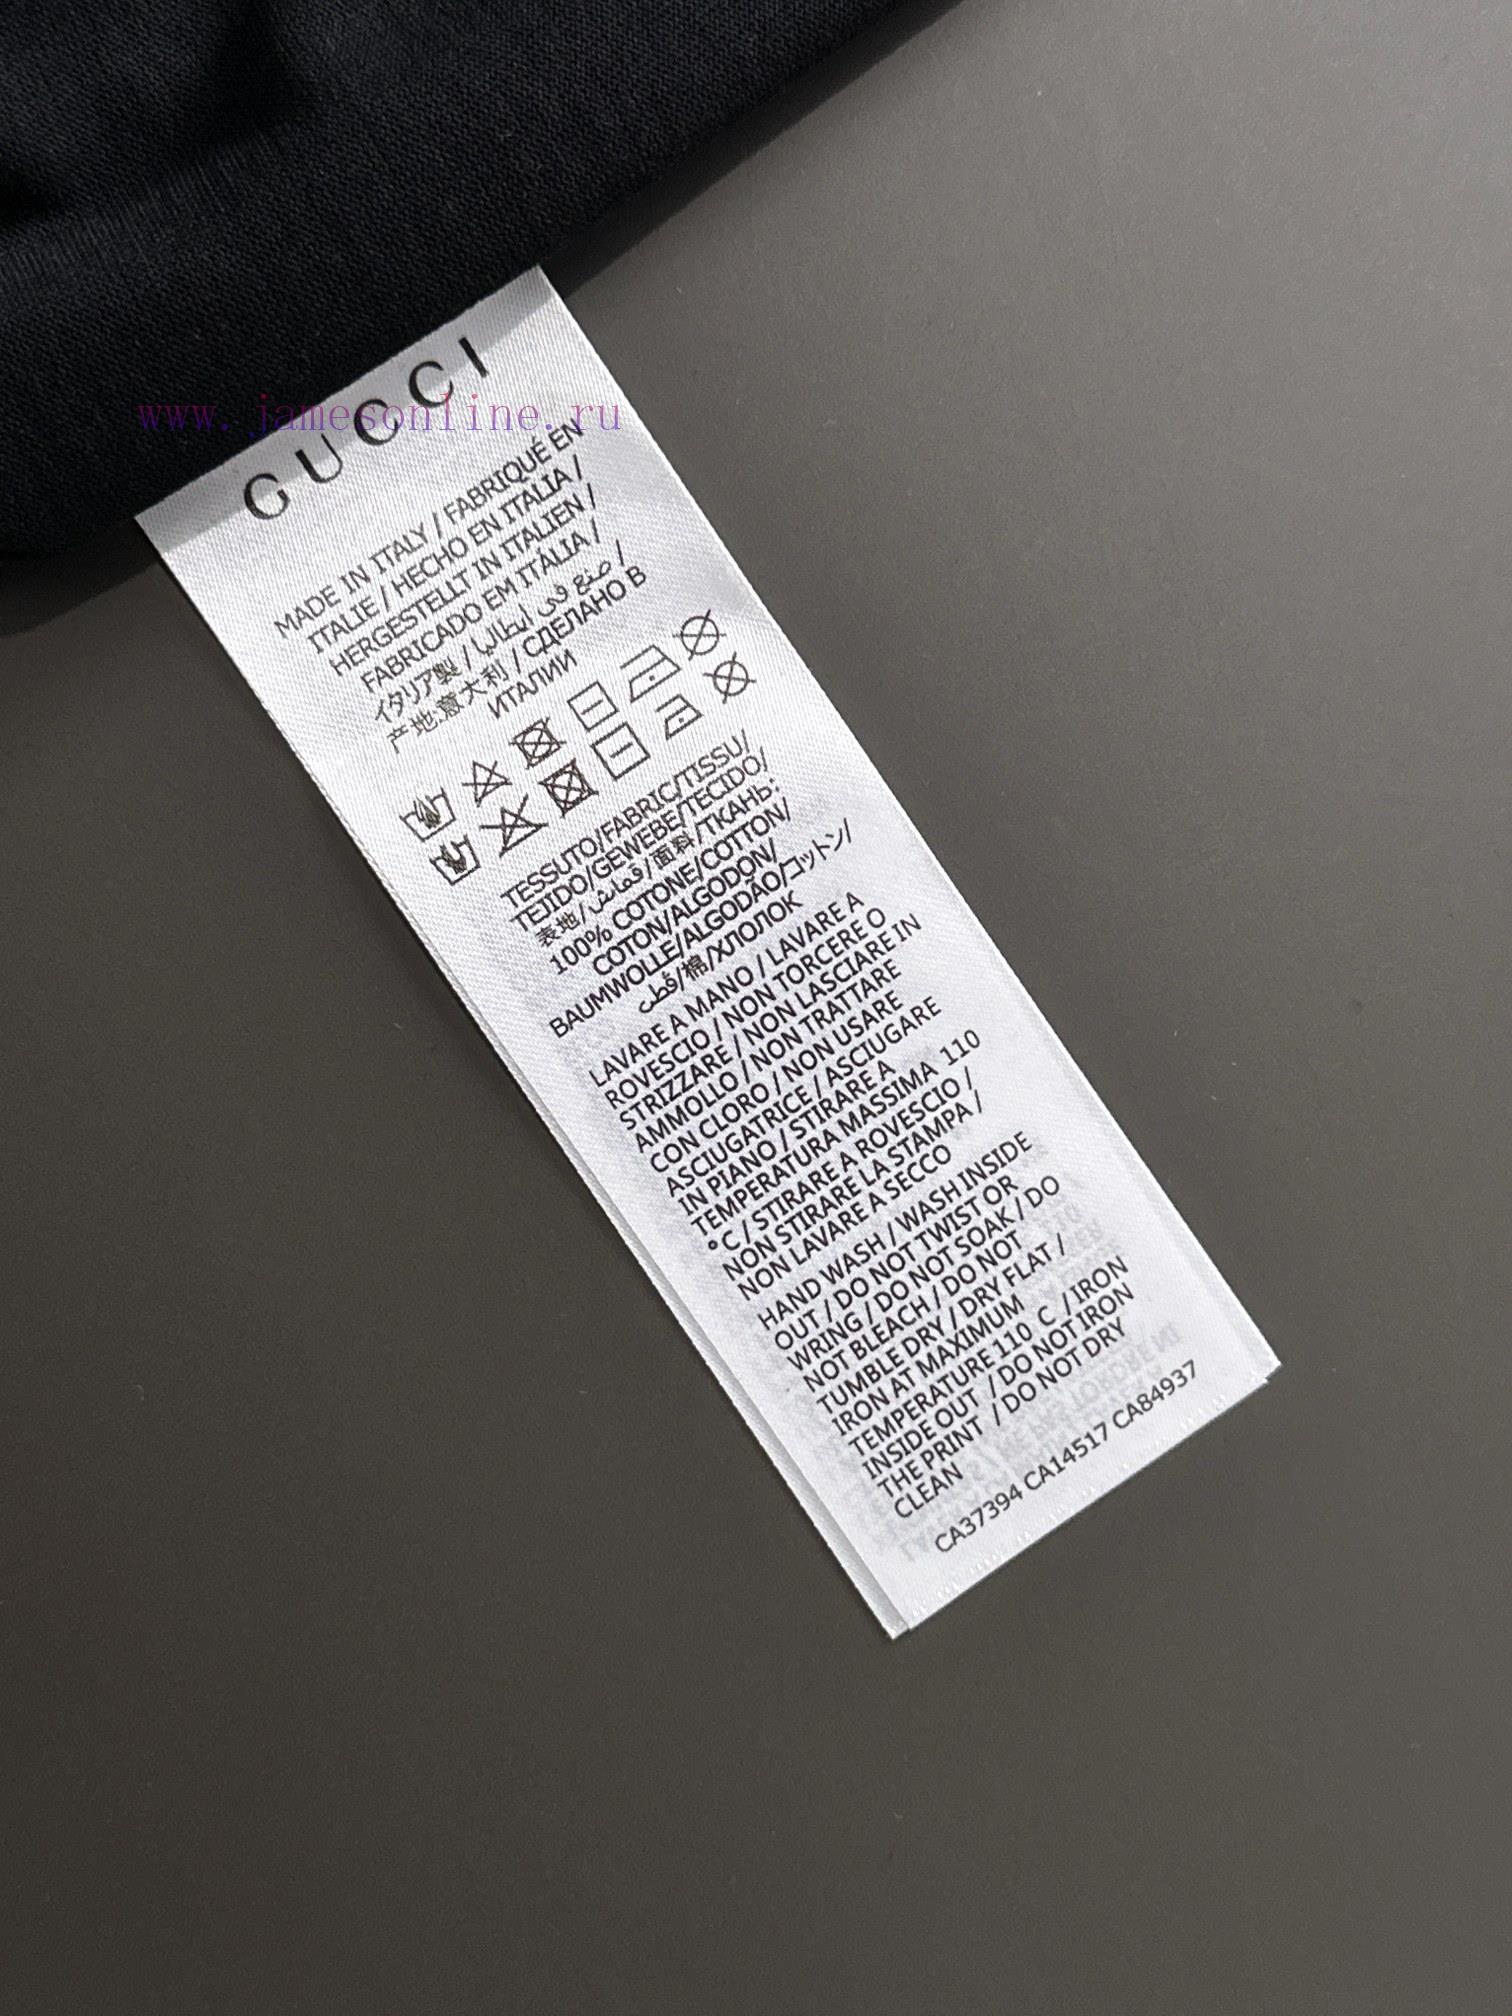 GUCCI
www.jamesonline.ru
MADE IN ITALY / FABRIQUÉ EN
ITALIE / HECHO EN ITALIA /
HERGESTELLT IN ITALIEN /
FABRICADO EM ITÁLIA /
イタリア製 / صنع في ايطاليا /
产地:意大利 / СДЕЛАНО В
ИТАЛИИ
TESSUTO/FABRIC/TISSU/
TEJIDO/GEWEBE/TECIDO/
表地/قماش/面料/ТКАНЬ:
100% COTONE/COTTON/
COTON/ALGODON/
BAUMWOLLE/ALGODÃO/コットン/
قطن/棉/ХЛОПОК
LAVARE A MANO / LAVARE A
ROVESCIO / NON TORCERE O
STRIZZARE / NON LASCIARE IN
AMMOLLO / NON TRATTARE
CON CLORO / NON USARE
ASCIUGATRICE / ASCIUGARE
IN PIANO / STIRARE A
TEMPERATURA MASSIMA 110
°C / STIRARE A ROVESCIO /
NON STIRARE LA STAMPA /
NON LAVARE A SECCO
HAND WASH / WASH INSIDE
OUT / DO NOT TWIST OR
WRING / DO NOT SOAK / DO
NOT BLEACH / DO NOT
TUMBLE DRY / DRY FLAT /
IRON AT MAXIMUM
TEMPERATURE 110 C / IRON
INSIDE OUT / DO NOT IRON
THE PRINT / DO NOT DRY
CLEAN
CA37394 CA14517 CA84937